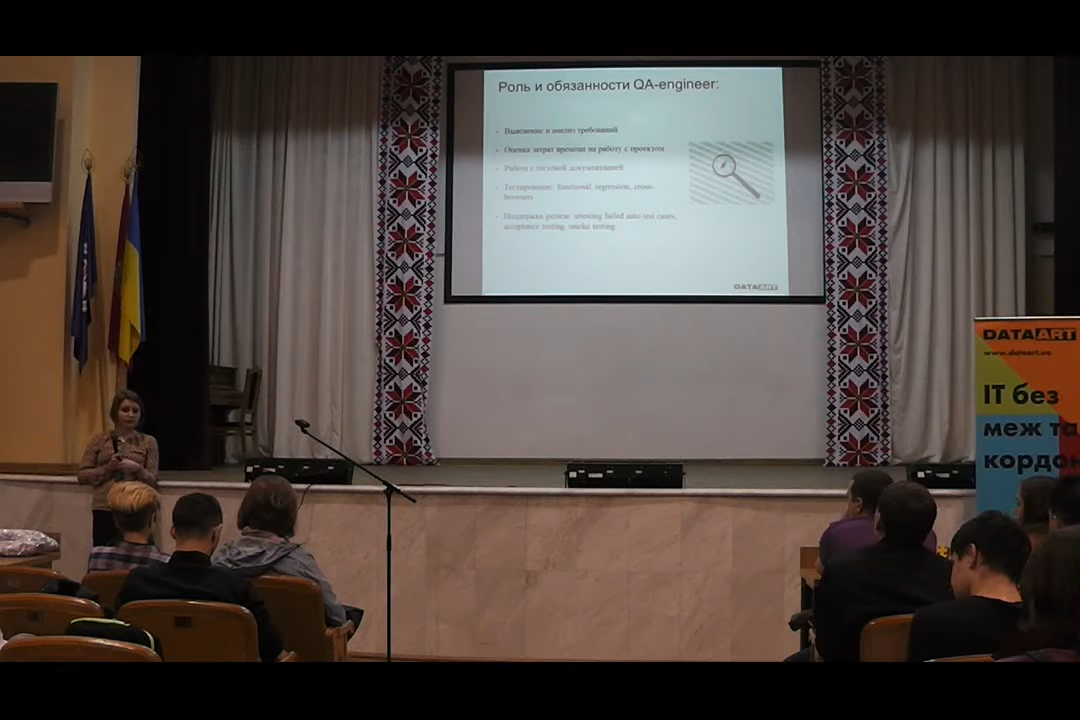 Роль и обязанности QA-engineer:
Выяснение и анализ требований
Оценка затрат времени на работу с проектом
Работа с тестовой документацией
Тестирование: functional, regression, cross-
browsers
Поддержка релиза: retesting failed auto test cases,
acceptance testing, smoke testing
DATAART
DATAART
www.dataart.ua
ІТ без
меж та
кордон